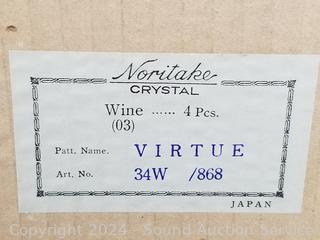 Noritake
CRYSTAL
Wine ...... 4 Pcs.
(03)
Patt. Name. VIRTUE
Art. No. 34W /868
JAPAN
Copyright 2024 - Sound Auction Service